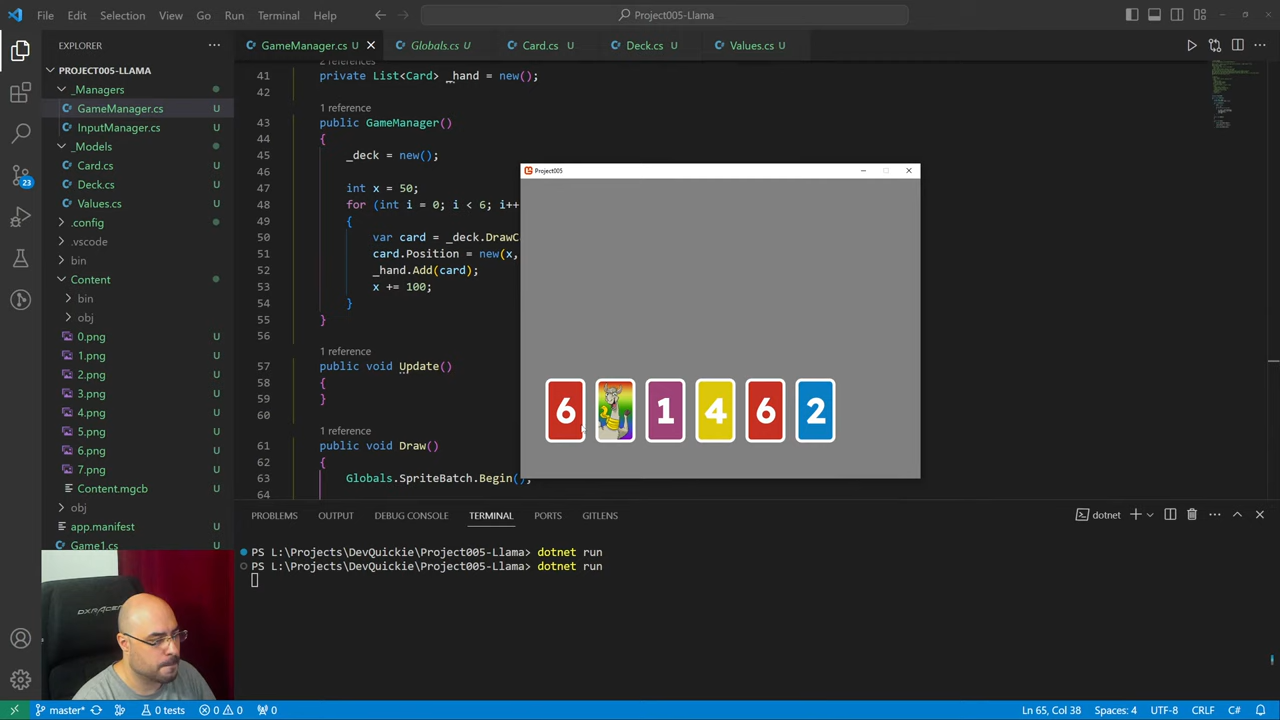 File Edit Selection View Go Run Terminal Help
Project005-Llama
EXPLORER
PROJECT005-LLAMA
_Managers
GameManager.cs U
InputManager.cs U
_Models
Card.cs U
Deck.cs U
Values.cs U
.config
.vscode
bin
Content
bin
obj
0.png U
1.png U
2.png U
3.png U
4.png U
5.png U
6.png U
7.png U
Content.mgcb U
obj
app.manifest U
Game1.cs U
23
GameManager.cs U
Globals.cs U
Card.cs U
Deck.cs U
Values.cs U
2 references
41 private List<Card> _hand = new();
42
1 reference
43 public GameManager()
44 {
45 _deck = new();
46
47 int x = 50;
48 for (int i = 0; i < 6; i++
49 {
50 var card = _deck.DrawC
51 card.Position = new(x,
52 _hand.Add(card);
53 x += 100;
54 }
55 }
56
1 reference
57 public void Update()
58 {
59 }
60
1 reference
61 public void Draw()
62 {
63 Globals.SpriteBatch.Begin();
64
Project005
6 1 4 6 2
PROBLEMS OUTPUT DEBUG CONSOLE TERMINAL PORTS GITLENS
dotnet
PS L:\Projects\DevQuickie\Project005-Llama> dotnet run
PS L:\Projects\DevQuickie\Project005-Llama> dotnet run
DXRACER
master* 0 tests 0 0 0
Ln 65, Col 38 Spaces: 4 UTF-8 CRLF C#